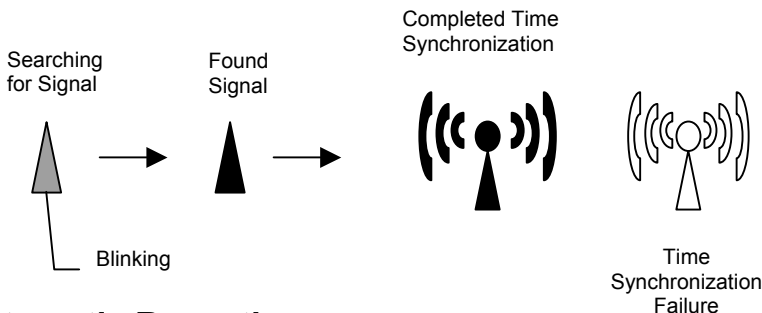 Completed Time
Synchronization
Searching
for Signal
Found
Signal
Blinking
Time
Synchronization
Failure